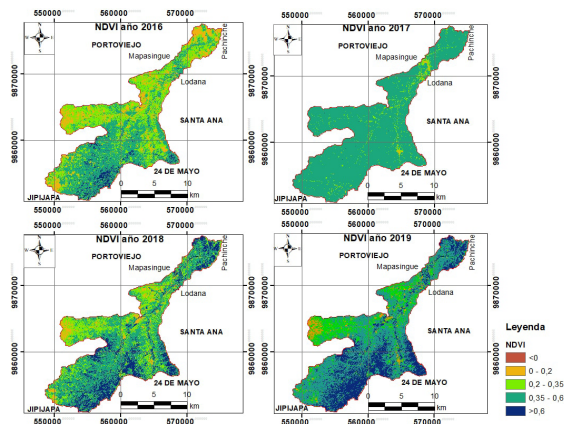 550000 560000 570000
NDVI año 2016
PORTOVIEJO
Mapasingue
Pachinche
Lodana
SANTA ANA
24 DE MAYO
JIPIJAPA
0 5 10
km
9870000
9860000
N
W E
S
550000 560000 570000
550000 560000 570000
NDVI año 2017
PORTOVIEJO
Mapasingue
Pachinche
Lodana
SANTA ANA
24 DE MAYO
JIPIJAPA
0 5 10
km
9870000
9860000
N
W E
S
550000 560000 570000
NDVI año 2018
PORTOVIEJO
Mapasingue
Pachinche
Lodana
SANTA ANA
24 DE MAYO
JIPIJAPA
0 5 10
km
9870000
9860000
N
W E
S
550000 560000 570000
NDVI año 2019
PORTOVIEJO
Mapasingue
Pachinche
Lodana
SANTA ANA
24 DE MAYO
JIPIJAPA
0 5 10
km
9870000
9860000
N
W E
S
Leyenda
NDVI
<0
0 - 0,2
0,2 - 0,35
0,35 - 0,6
>0,6